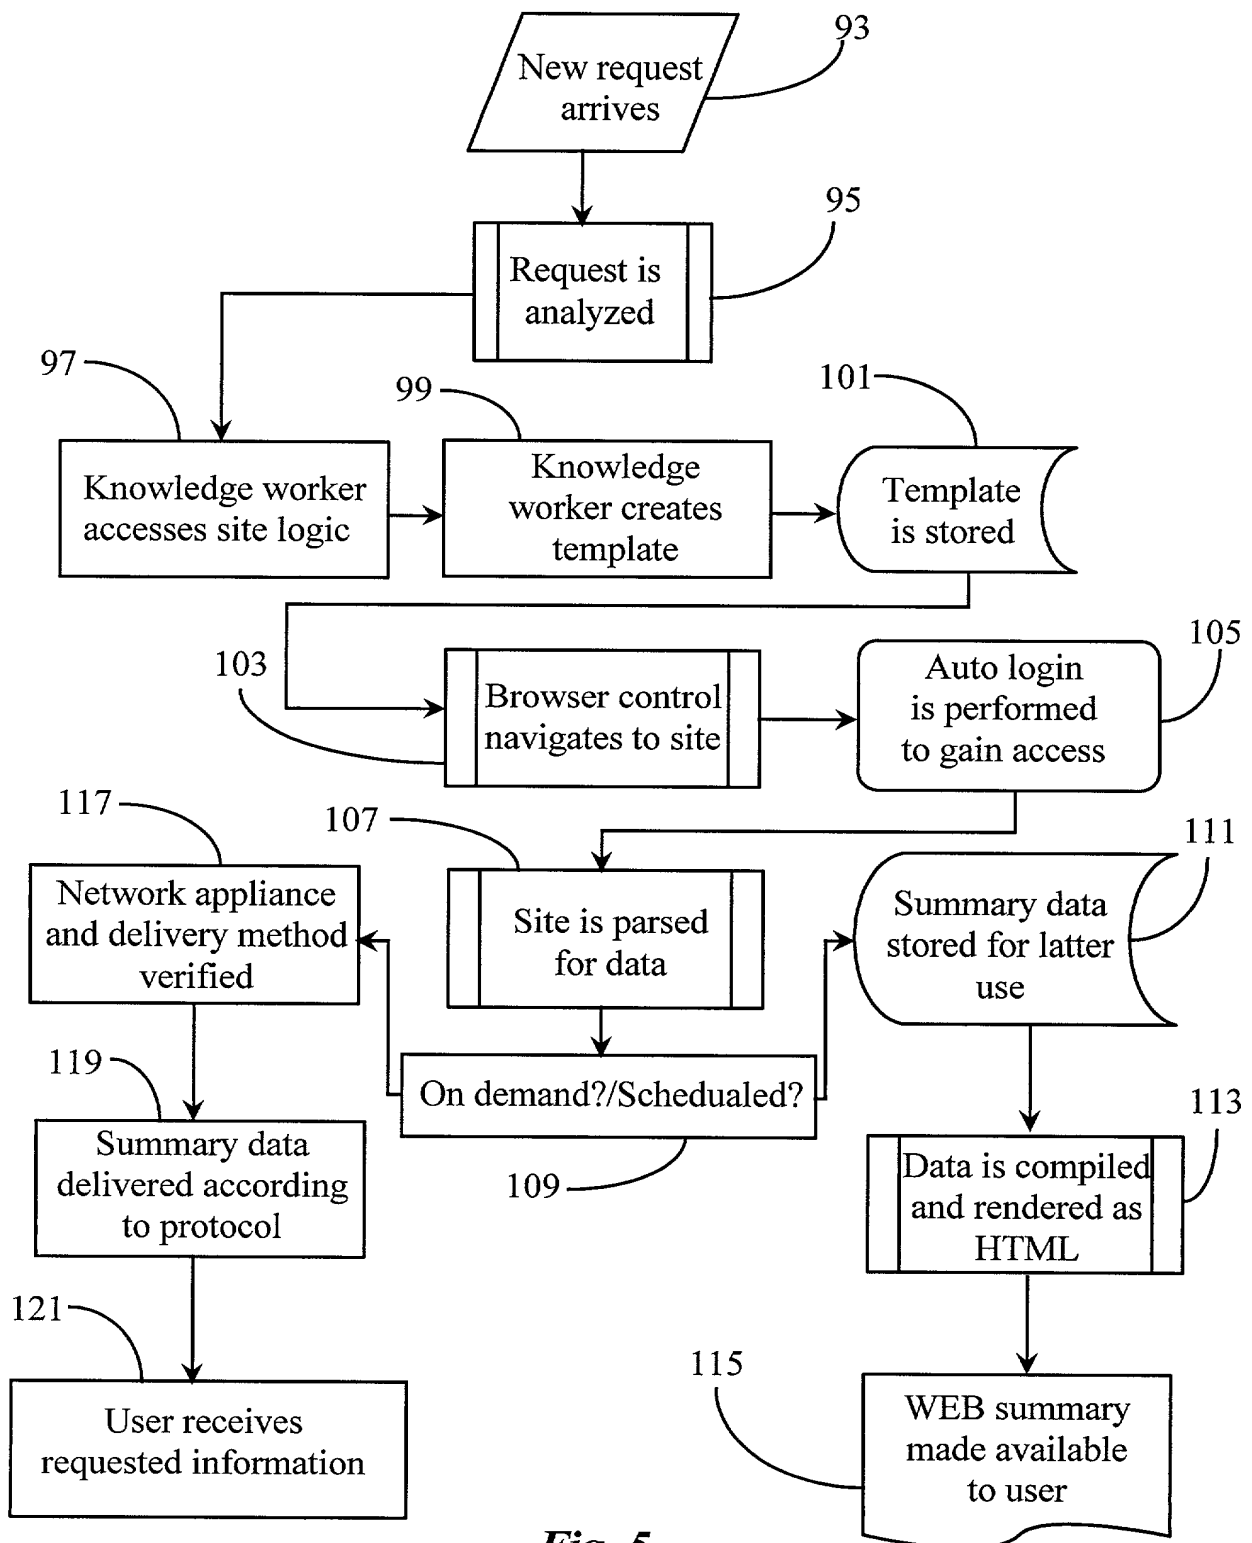 93
New request
arrives
95
Request is
analyzed
97
99
101
Knowledge worker
accesses site logic
Knowledge
worker creates
template
Template
is stored
103
105
Browser control
navigates to site
Auto login
is performed
to gain access
117
107
111
Network appliance
and delivery method
verified
Site is parsed
for data
Summary data
stored for latter
use
119
On demand?/Schedualed?
109
113
Summary data
delivered according
to protocol
Data is compiled
and rendered as
HTML
121
115
User receives
requested information
WEB summary
made available
to user
Fig. 5